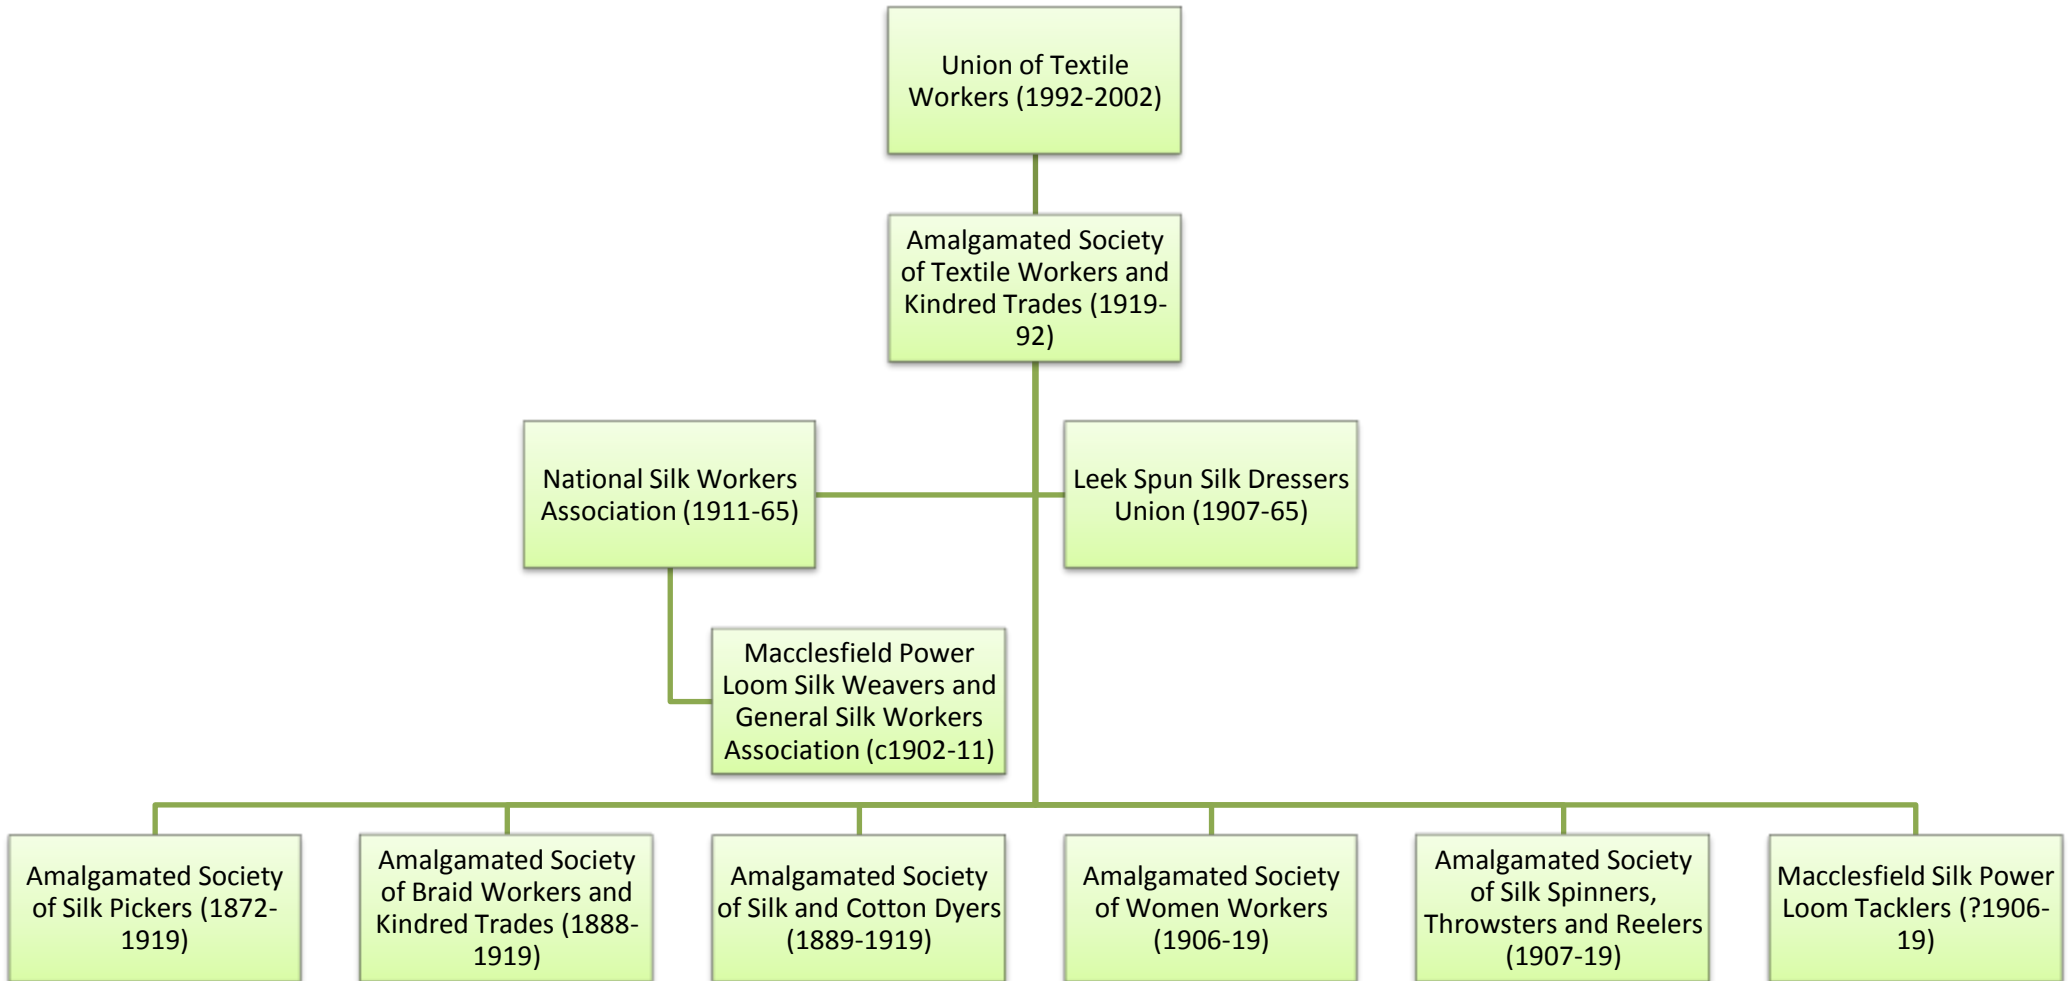 Union of Textile
Workers (1992-2002)
Amalgamated Society
of Textile Workers and
Kindred Trades (1919-
92)
National Silk Workers
Association (1911-65)
Leek Spun Silk Dressers
Union (1907-65)
Macclesfield Power
Loom Silk Weavers and
General Silk Workers
Association (c1902-11)
Amalgamated Society
of Silk Pickers (1872-
1919)
Amalgamated Society
of Braid Workers and
Kindred Trades (1888-
1919)
Amalgamated Society
of Silk and Cotton Dyers
(1889-1919)
Amalgamated Society
of Women Workers
(1906-19)
Amalgamated Society
of Silk Spinners,
Throwsters and Reelers
(1907-19)
Macclesfield Silk Power
Loom Tacklers (?1906-
19)